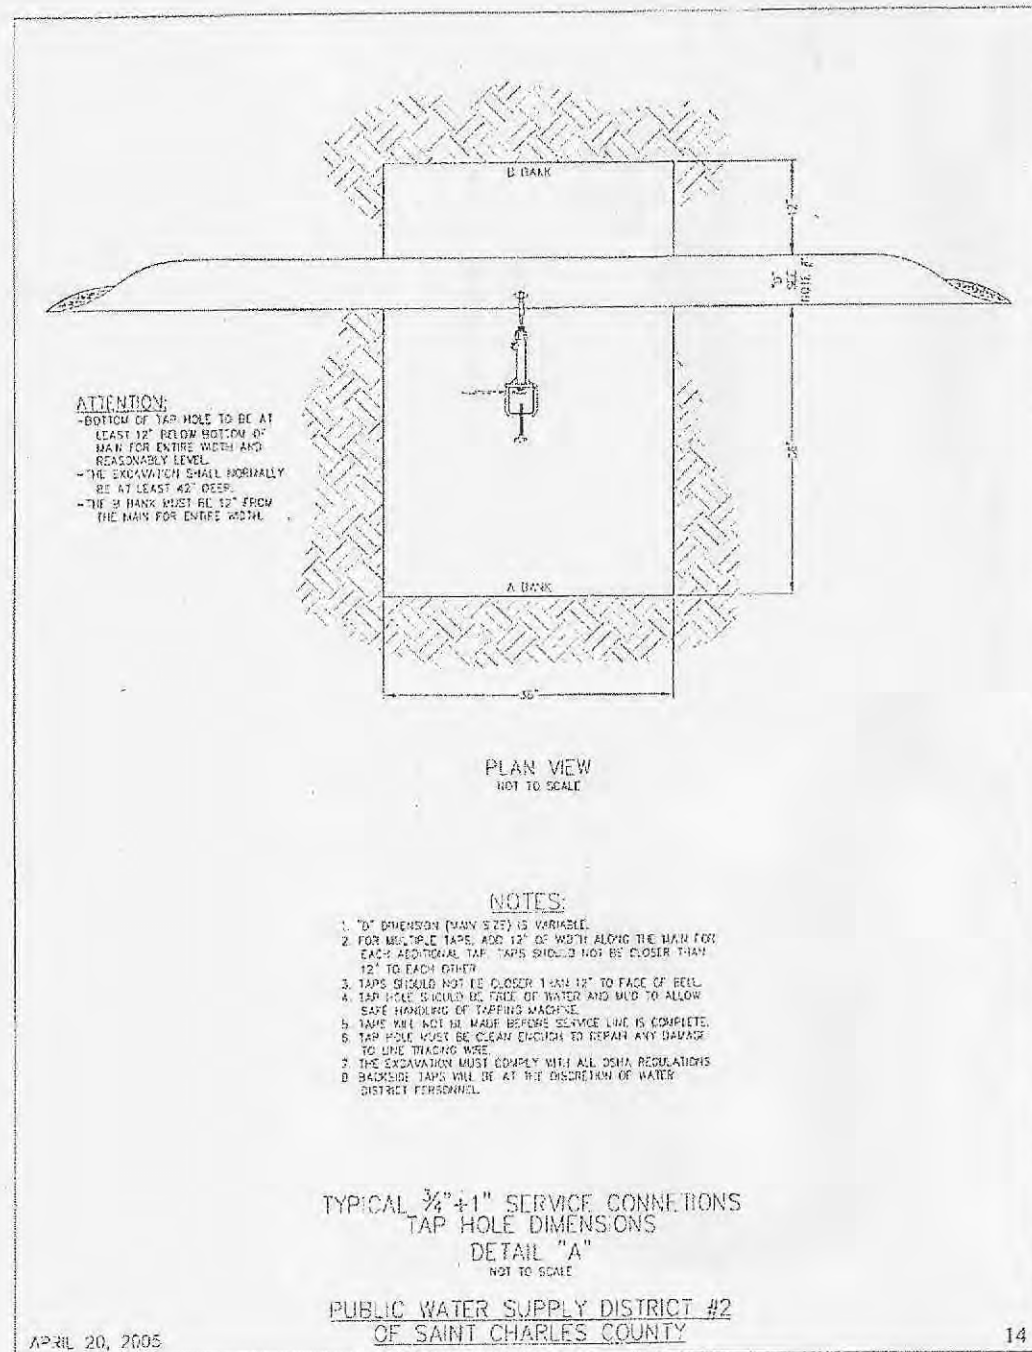 B BANK
12"
"D"
SEE
NOTE
ATTENTION:
-BOTTOM OF TAP HOLE TO BE AT
LEAST 12" BELOW BOTTOM OF
MAIN FOR ENTIRE WIDTH AND
REASONABLY LEVEL.
-THE EXCAVATION SHALL NORMALLY
BE AT LEAST 42" DEEP.
-THE B BANK MUST BE 12" FROM
THE MAIN FOR ENTIRE WIDTH.
A BANK
36"
PLAN VIEW
NOT TO SCALE
NOTES:
1. "D" DIMENSION (MAIN SIZE) IS VARIABLE.
2. FOR MULTIPLE TAPS, ADD 12" OF WIDTH ALONG THE MAIN FOR
EACH ADDITIONAL TAP. TAPS SHOULD NOT BE CLOSER THAN
12" TO EACH OTHER
3. TAPS SHOULD NOT BE CLOSER THAN 12" TO FACE OF BELL.
4. TAP HOLE SHOULD BE FREE OF WATER AND MUD TO ALLOW
SAFE HANDLING OF TAPPING MACHINE.
5. TAPS WILL NOT BE MADE BEFORE SERVICE LINE IS COMPLETE.
6. TAP HOLE MUST BE CLEAN ENOUGH TO REPAIR ANY DAMAGE
TO LINE TRACING WIRE.
7. THE EXCAVATION MUST COMPLY WITH ALL OSHA REGULATIONS
8. BACKSIDE TAPS WILL BE AT THE DISCRETION OF WATER
DISTRICT PERSONNEL.
TYPICAL 3/4"+1" SERVICE CONNETIONS
TAP HOLE DIMENSIONS
DETAIL "A"
NOT TO SCALE
PUBLIC WATER SUPPLY DISTRICT #2
OF SAINT CHARLES COUNTY
APRIL 20, 2005
14